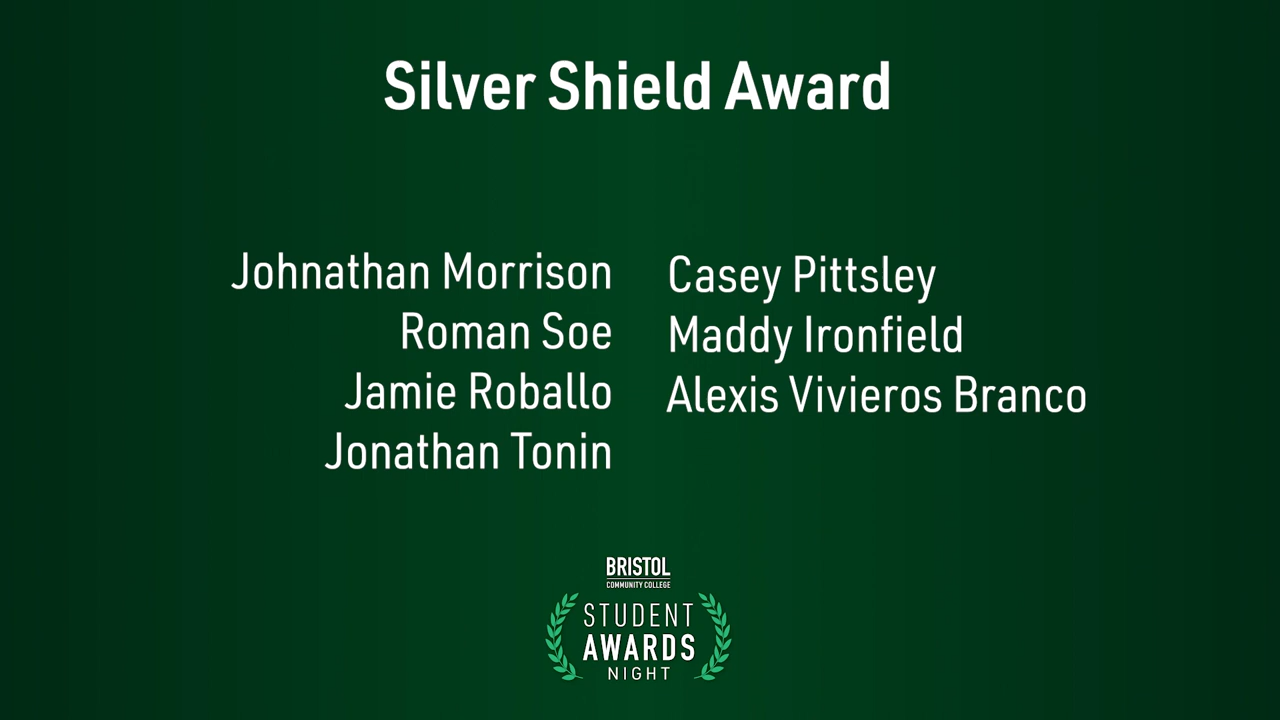 Silver Shield Award
Johnathan Morrison
Roman Soe
Jamie Roballo
Jonathan Tonin
Casey Pittsley
Maddy Ironfield
Alexis Vivieros Branco
BRISTOL
COMMUNITY COLLEGE
STUDENT
AWARDS
NIGHT